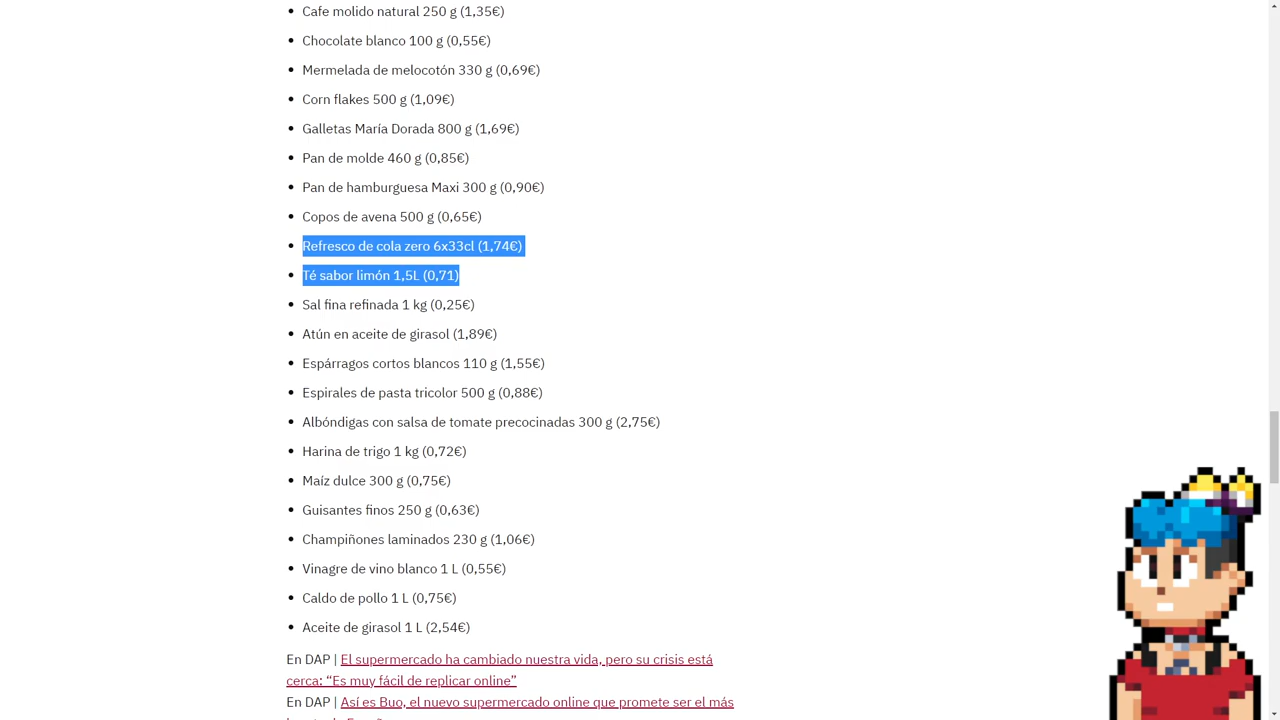 Cafe molido natural 250 g (1,35€)
Chocolate blanco 100 g (0,55€)
Mermelada de melocotón 330 g (0,69€)
Corn flakes 500 g (1,09€)
Galletas María Dorada 800 g (1,69€)
Pan de molde 460 g (0,85€)
Pan de hamburguesa Maxi 300 g (0,90€)
Copos de avena 500 g (0,65€)
Refresco de cola zero 6x33cl (1,74€)
Té sabor limón 1,5L (0,71)
Sal fina refinada 1 kg (0,25€)
Atún en aceite de girasol (1,89€)
Espárragos cortos blancos 110 g (1,55€)
Espirales de pasta tricolor 500 g (0,88€)
Albóndigas con salsa de tomate precocinadas 300 g (2,75€)
Harina de trigo 1 kg (0,72€)
Maíz dulce 300 g (0,75€)
Guisantes finos 250 g (0,63€)
Champiñones laminados 230 g (1,06€)
Vinagre de vino blanco 1 L (0,55€)
Caldo de pollo 1 L (0,75€)
Aceite de girasol 1 L (2,54€)
En DAP | El supermercado ha cambiado nuestra vida, pero su crisis está
cerca: “Es muy fácil de replicar online”
En DAP | Así es Buo, el nuevo supermercado online que promete ser el más